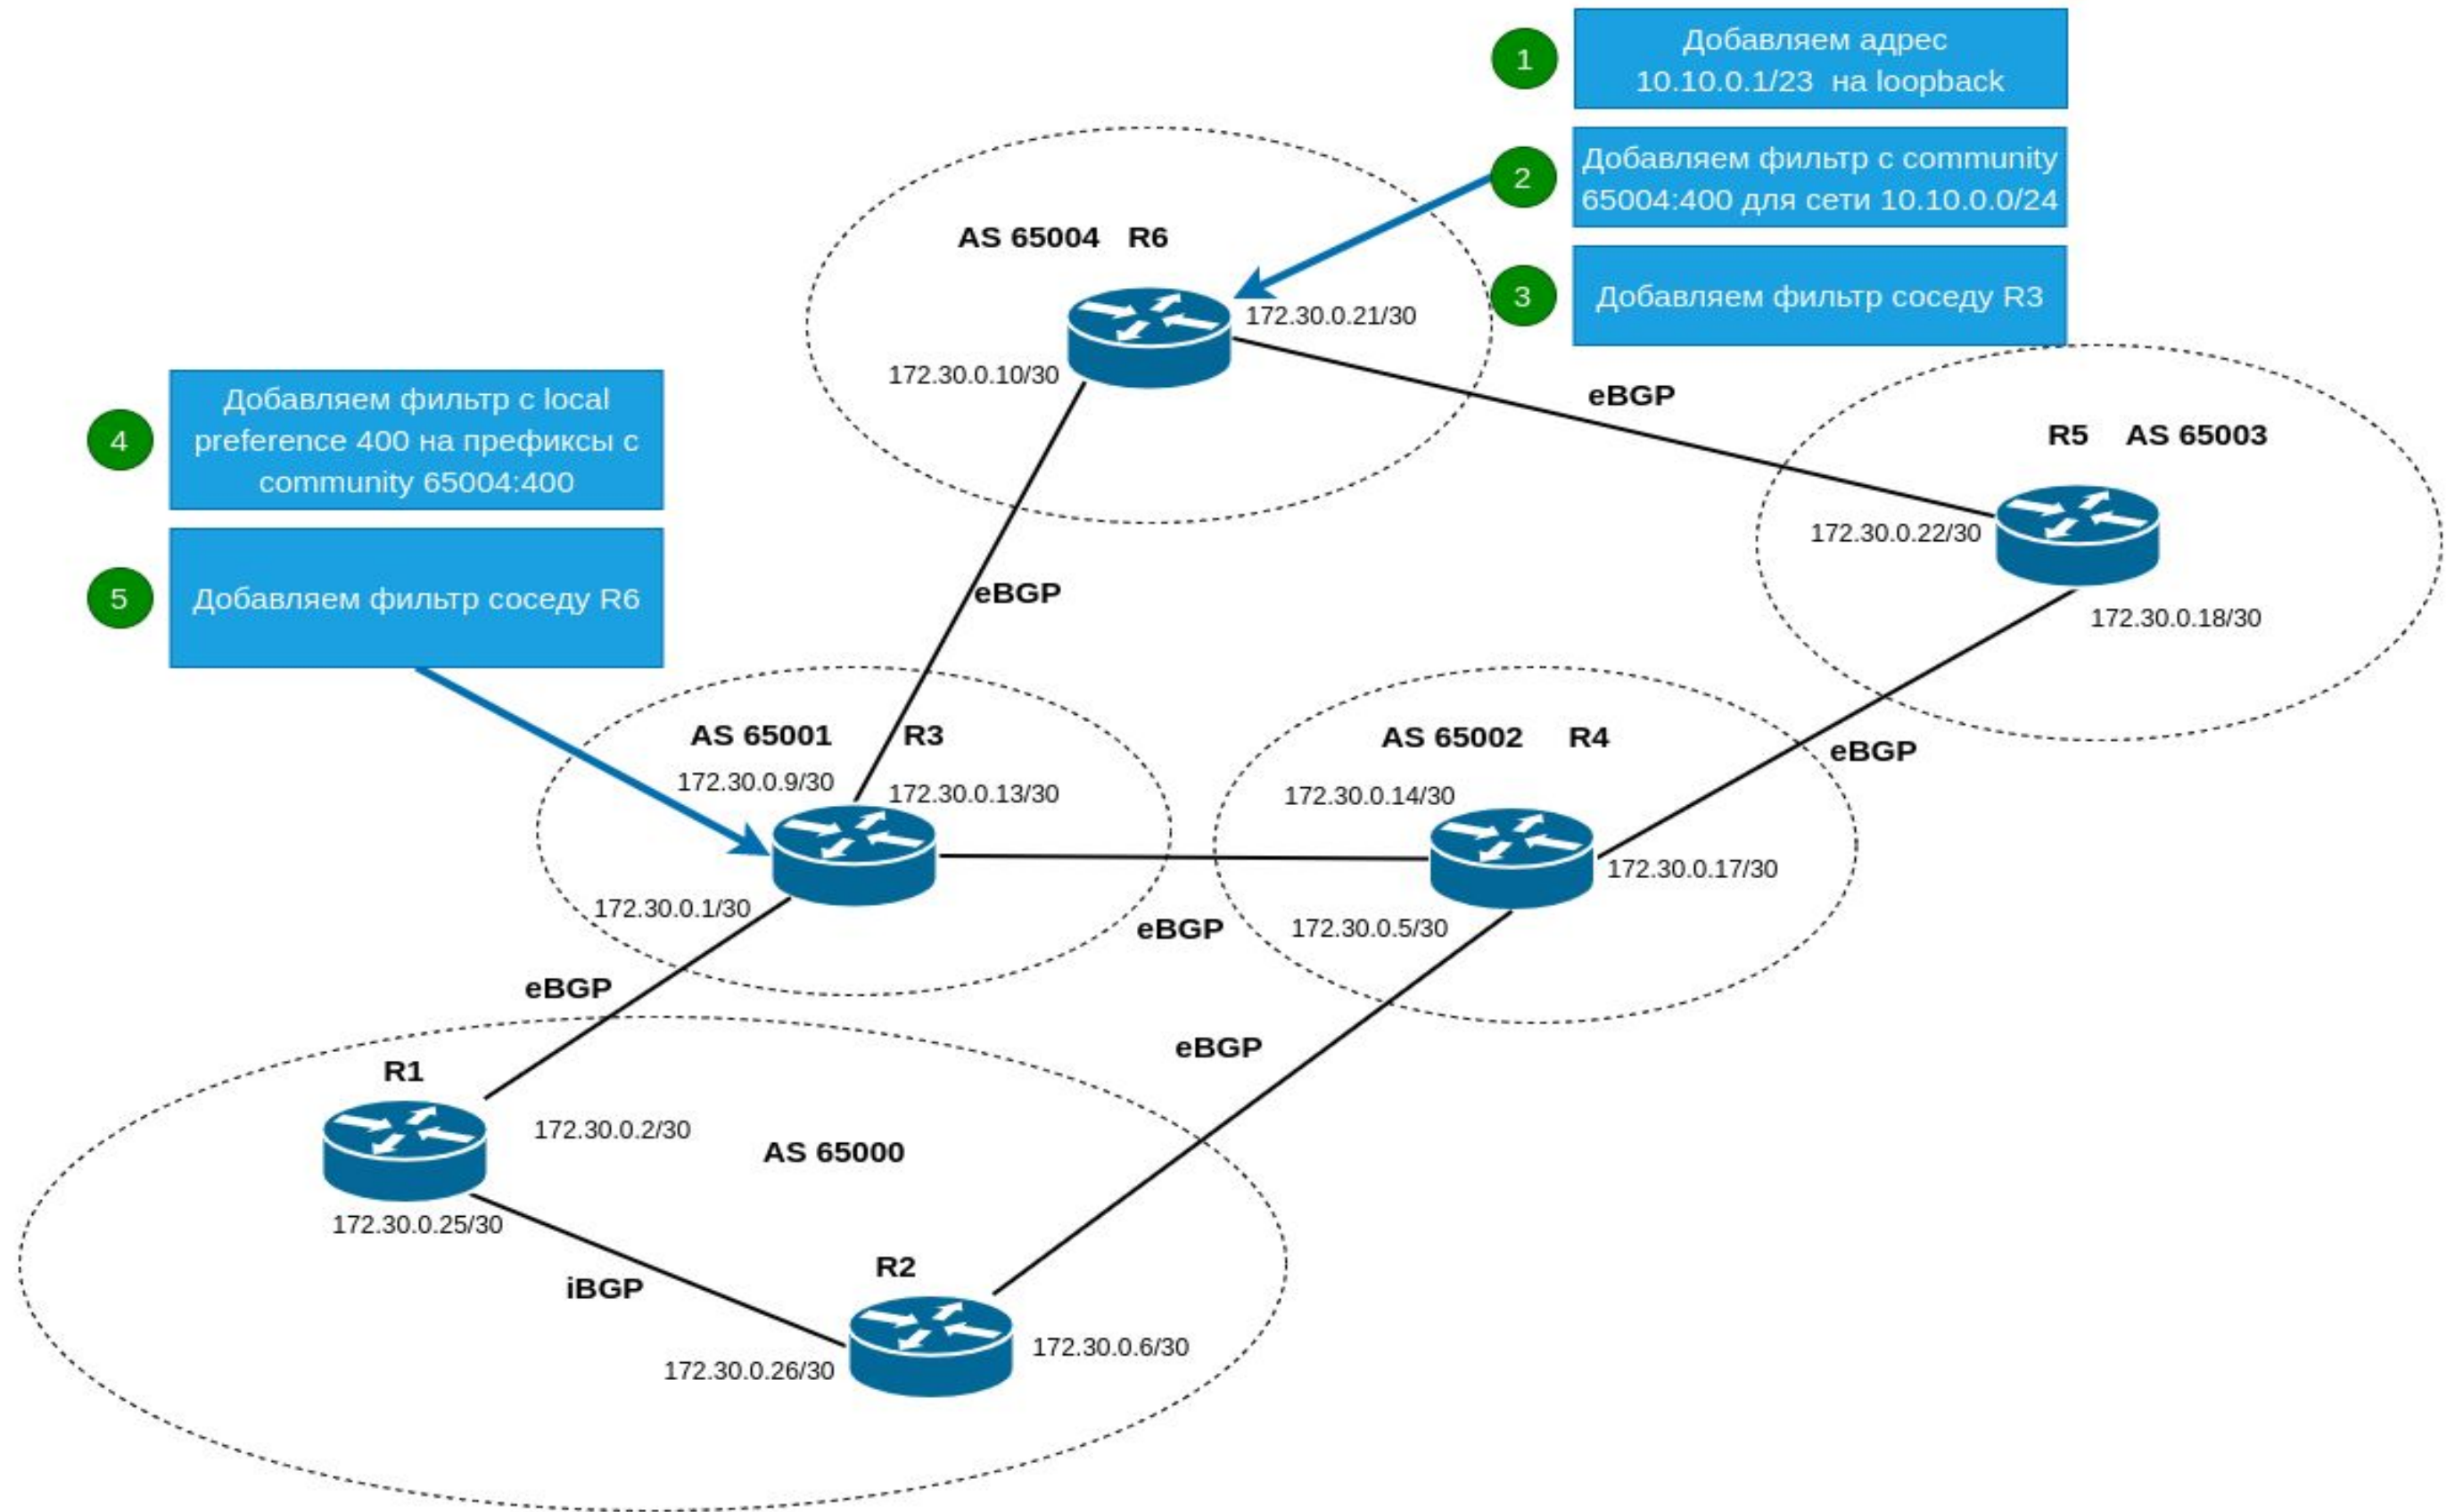 1
Добавляем адрес
10.10.0.1/23 на loopback
2
Добавляем фильтр с community
65004:400 для сети 10.10.0.0/24
3
Добавляем фильтр соседу R3
AS 65004 R6
172.30.0.21/30
172.30.0.10/30
eBGP
R5 AS 65003
172.30.0.22/30
172.30.0.18/30
4
Добавляем фильтр с local
preference 400 на префиксы с
community 65004:400
5
Добавляем фильтр соседу R6
eBGP
AS 65001 R3
172.30.0.9/30
172.30.0.13/30
172.30.0.1/30
AS 65002 R4
172.30.0.14/30
172.30.0.17/30
172.30.0.5/30
eBGP
eBGP
eBGP
eBGP
R1
172.30.0.2/30
AS 65000
172.30.0.25/30
iBGP
R2
172.30.0.6/30
172.30.0.26/30